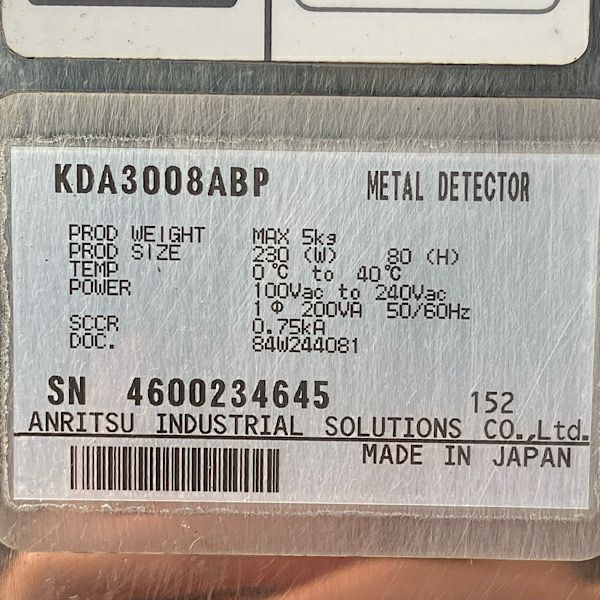 KDA3008ABP METAL DETECTOR
PROD WEIGHT MAX 5kg
PROD SIZE 230 (W) 80 (H)
TEMP 0℃ to 40℃
POWER 100Vac to 240Vac
1 Φ 200VA 50/60Hz
SCCR 0.75kA
DOC. 84W244081
SN 4600234645 152
ANRITSU INDUSTRIAL SOLUTIONS CO.,Ltd.
MADE IN JAPAN